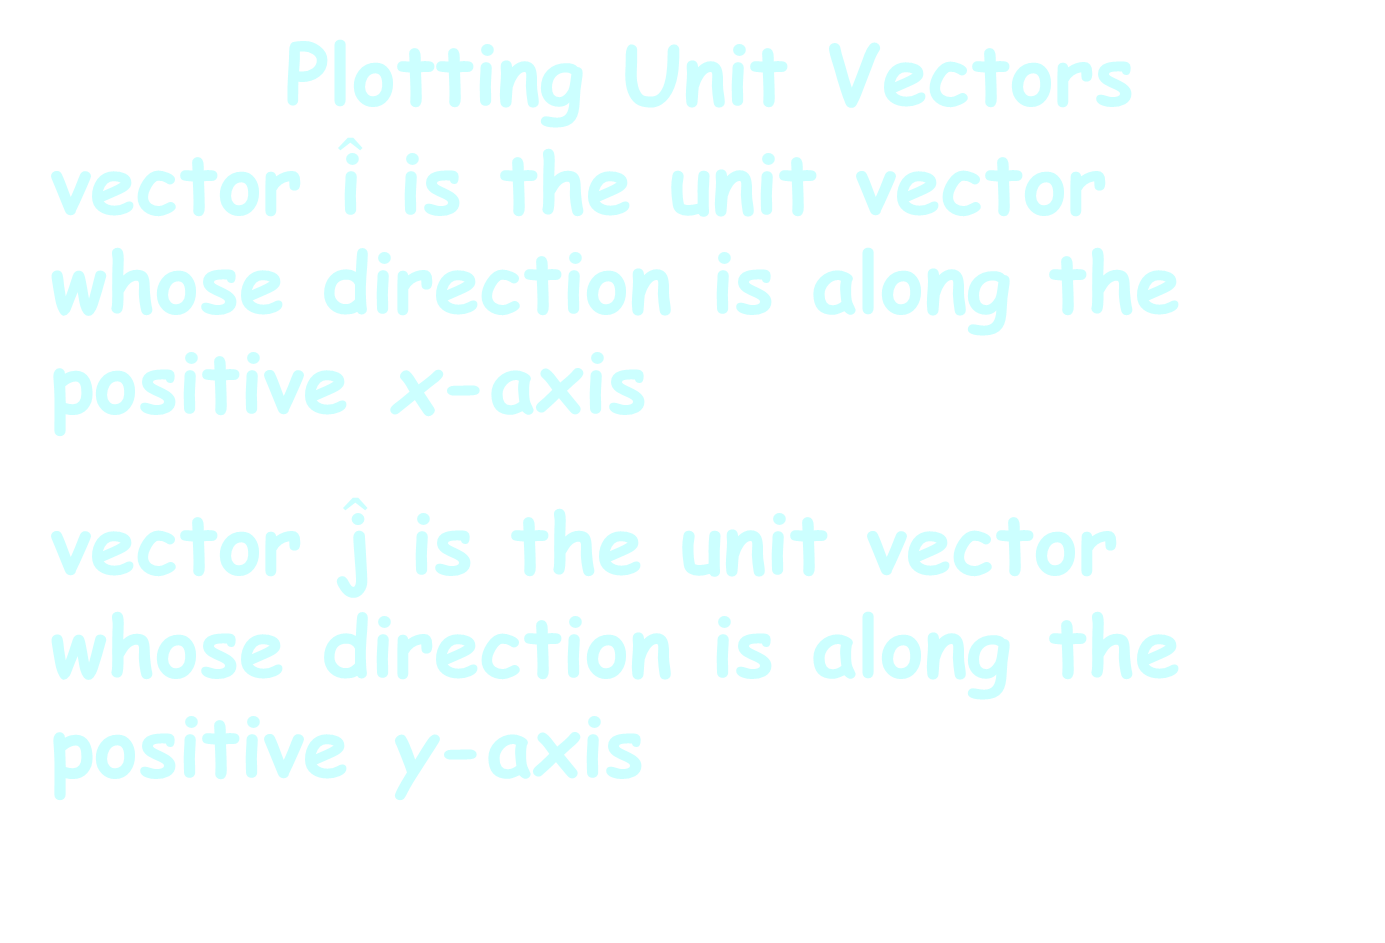 Plotting Unit Vectors
vector î is the unit vector
whose direction is along the
positive x-axis
vector ĵ is the unit vector
whose direction is along the
positive y-axis